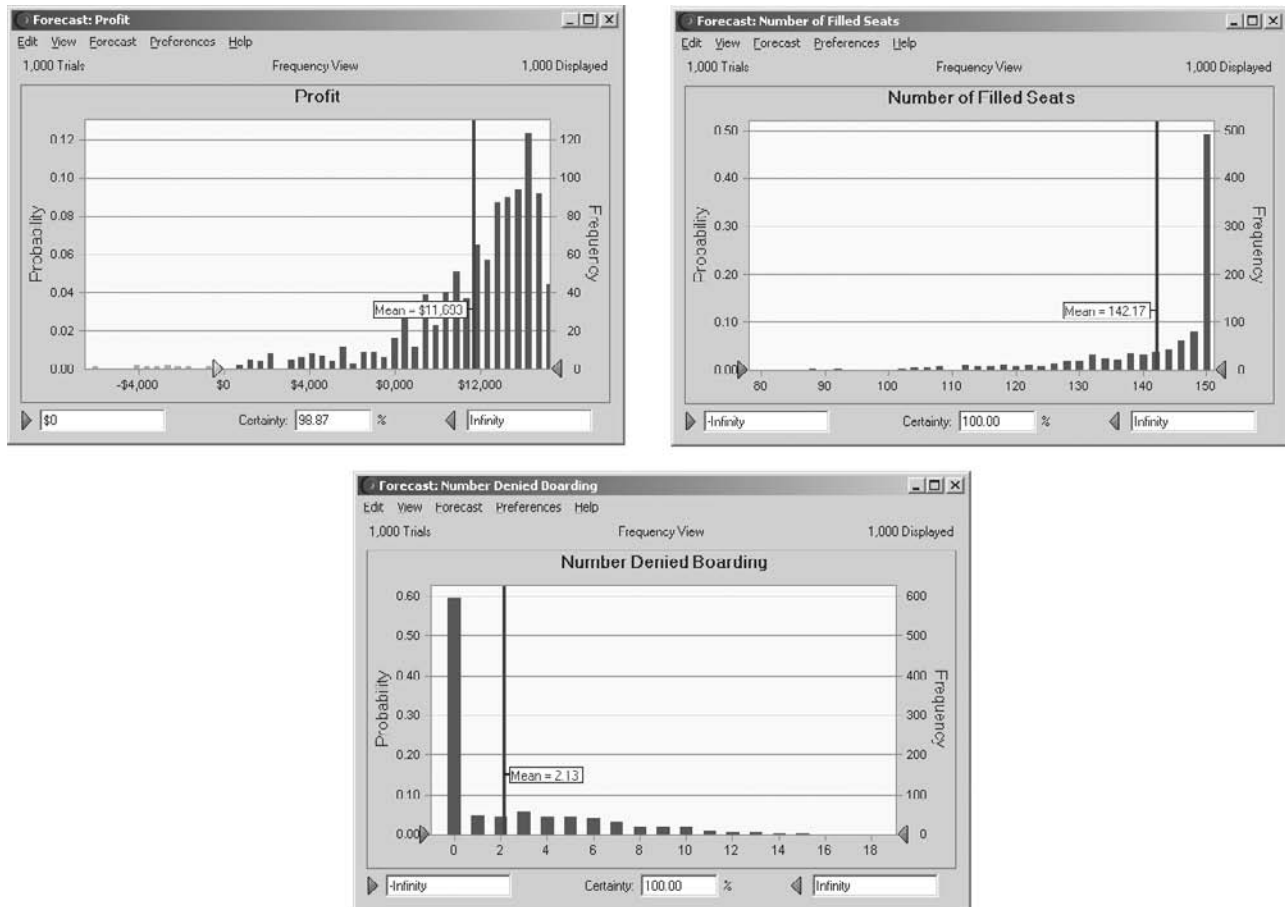 Forecast: Profit
Edit View Forecast Preferences Help
1,000 Trials Frequency View 1,000 Displayed
Profit
Probability
0.12
0.10
0.08
0.06
0.04
0.02
0.00
Frequency
120
100
80
60
40
20
0
Mean = $11,693
-$4,000 $0 $4,000 $0,000 $12,000
$0 Certainty: 98.87 % Infinity
Forecast: Number of Filled Seats
Edit View Forecast Preferences Help
1,000 Trials Frequency View 1,000 Displayed
Number of Filled Seats
Probability
0.50
0.40
0.30
0.20
0.10
0.00
Frequency
500
400
300
200
100
0
Mean = 142.17
80 90 100 110 120 130 140 150
-Infinity Certainty: 100.00 % Infinity
Forecast: Number Denied Boarding
Edit View Forecast Preferences Help
1,000 Trials Frequency View 1,000 Displayed
Number Denied Boarding
Probability
0.60
0.50
0.40
0.30
0.20
0.10
0.00
Frequency
600
500
400
300
200
100
0
Mean = 2.13
0 2 4 6 8 10 12 14 16 18
-Infinity Certainty: 100.00 % Infinity